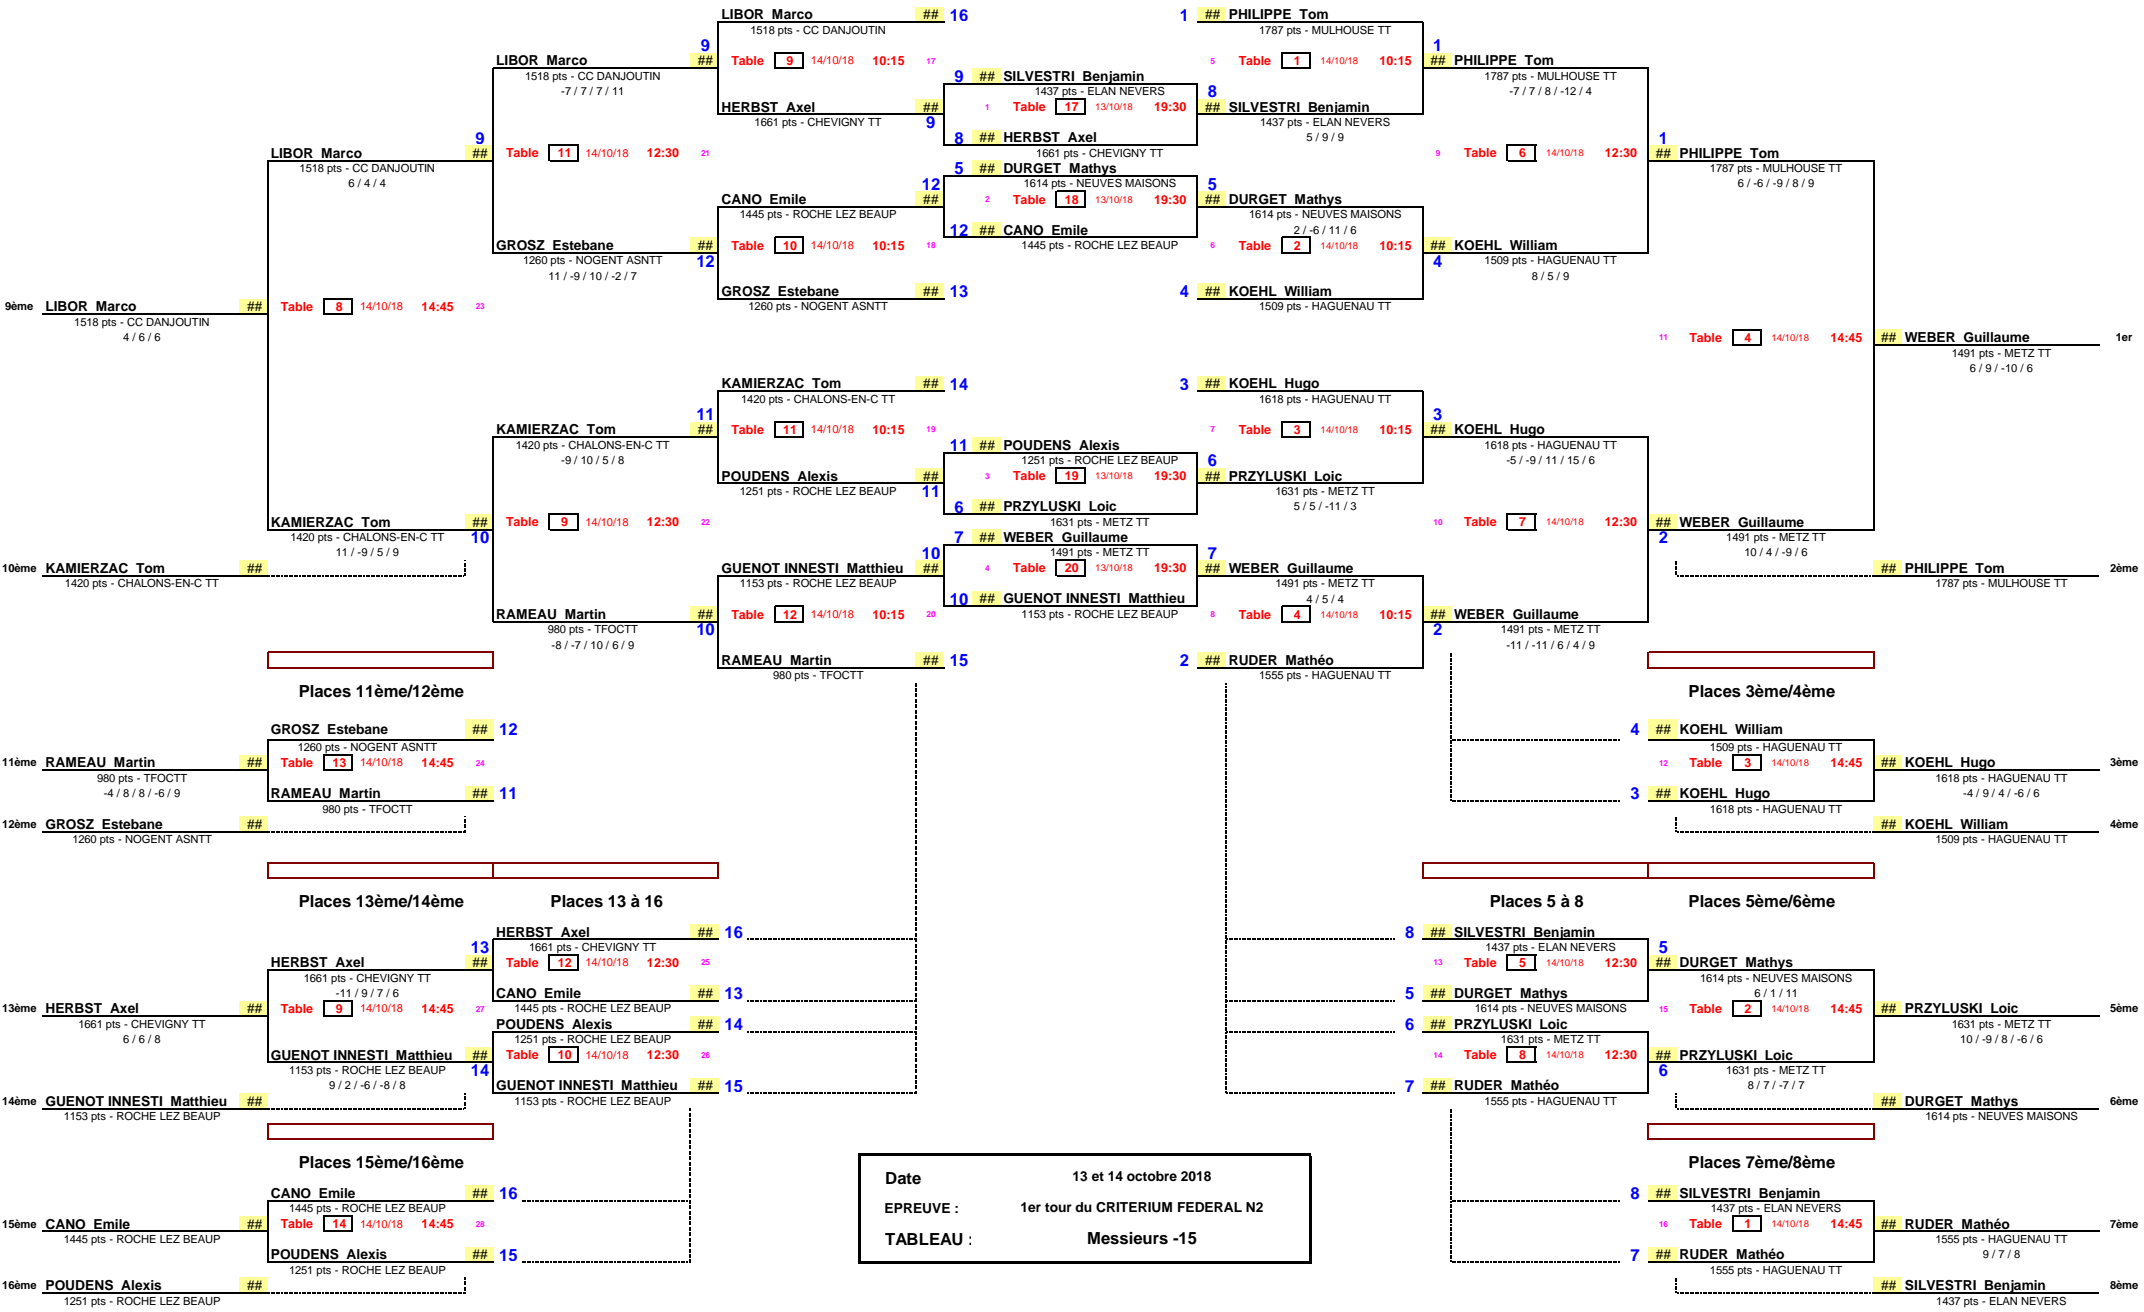 LIBOR Marco ## 16
1518 pts - CC DANJOUTIN
9
LIBOR Marco ## Table 9 14/10/18 10:15 17
1518 pts - CC DANJOUTIN
-7 / 7 / 7 / 11
HERBST Axel ##
1661 pts - CHEVIGNY TT 9
9
LIBOR Marco ## Table 11 14/10/18 12:30 21
1518 pts - CC DANJOUTIN
6 / 4 / 4
12
CANO Emile ##
1445 pts - ROCHE LEZ BEAUP
GROSZ Estebane ## Table 10 14/10/18 10:15 18
1260 pts - NOGENT ASNTT 12
11 / -9 / 10 / -2 / 7
GROSZ Estebane ## 13
1260 pts - NOGENT ASNTT
9ème LIBOR Marco ## Table 8 14/10/18 14:45 23
1518 pts - CC DANJOUTIN
4 / 6 / 6
KAMIERZAC Tom ## 14
1420 pts - CHALONS-EN-C TT
11
KAMIERZAC Tom ## Table 11 14/10/18 10:15 19
1420 pts - CHALONS-EN-C TT
-9 / 10 / 5 / 8
POUDENS Alexis ##
1251 pts - ROCHE LEZ BEAUP 11
KAMIERZAC Tom ## Table 9 14/10/18 12:30 22
1420 pts - CHALONS-EN-C TT 10
11 / -9 / 5 / 9
10ème KAMIERZAC Tom ##
1420 pts - CHALONS-EN-C TT
10
GUENOT INNESTI Matthieu ##
1153 pts - ROCHE LEZ BEAUP
RAMEAU Martin ## Table 12 14/10/18 10:15 20
980 pts - TFOCTT 10
-8 / -7 / 10 / 6 / 9
RAMEAU Martin ## 15
980 pts - TFOCTT
9 ## SILVESTRI Benjamin
1437 pts - ELAN NEVERS
1 Table 17 13/10/18 19:30
8 ## HERBST Axel
1661 pts - CHEVIGNY TT
5 ## DURGET Mathys
1614 pts - NEUVES MAISONS
2 Table 18 13/10/18 19:30
12 ## CANO Emile
1445 pts - ROCHE LEZ BEAUP
11 ## POUDENS Alexis
1251 pts - ROCHE LEZ BEAUP
3 Table 19 13/10/18 19:30
6 ## PRZYLUSKI Loic
1631 pts - METZ TT
7 ## WEBER Guillaume
1491 pts - METZ TT
4 Table 20 13/10/18 19:30
10 ## GUENOT INNESTI Matthieu
1153 pts - ROCHE LEZ BEAUP
1 ## PHILIPPE Tom
1787 pts - MULHOUSE TT
1
5 Table 1 14/10/18 10:15 ## PHILIPPE Tom
1787 pts - MULHOUSE TT
-7 / 7 / 8 / -12 / 4
8
## SILVESTRI Benjamin
1437 pts - ELAN NEVERS
5 / 9 / 9
1
9 Table 6 14/10/18 12:30 ## PHILIPPE Tom
1787 pts - MULHOUSE TT
6 / -6 / -9 / 8 / 9
5
## DURGET Mathys
1614 pts - NEUVES MAISONS
2 / -6 / 11 / 6
6 Table 2 14/10/18 10:15 ## KOEHL William
4 1509 pts - HAGUENAU TT
8 / 5 / 9
4 ## KOEHL William
1509 pts - HAGUENAU TT
11 Table 4 14/10/18 14:45 ## WEBER Guillaume 1er
1491 pts - METZ TT
6 / 9 / -10 / 6
3 ## KOEHL Hugo
1618 pts - HAGUENAU TT
3
7 Table 3 14/10/18 10:15 ## KOEHL Hugo
1618 pts - HAGUENAU TT
-5 / -9 / 11 / 15 / 6
6
## PRZYLUSKI Loic
1631 pts - METZ TT
5 / 5 / -11 / 3
10 Table 7 14/10/18 12:30 ## WEBER Guillaume
2 1491 pts - METZ TT
10 / 4 / -9 / 6
## PHILIPPE Tom 2ème
1787 pts - MULHOUSE TT
7
## WEBER Guillaume
1491 pts - METZ TT
4 / 5 / 4
8 Table 4 14/10/18 10:15 ## WEBER Guillaume
2 1491 pts - METZ TT
-11 / -11 / 6 / 4 / 9
2 ## RUDER Mathéo
1555 pts - HAGUENAU TT
Places 11ème/12ème
GROSZ Estebane ## 12
1260 pts - NOGENT ASNTT
11ème RAMEAU Martin ## Table 13 14/10/18 14:45 24
980 pts - TFOCTT
-4 / 8 / 8 / -6 / 9
RAMEAU Martin ## 11
980 pts - TFOCTT
12ème GROSZ Estebane ##
1260 pts - NOGENT ASNTT
Places 3ème/4ème
4 ## KOEHL William
1509 pts - HAGUENAU TT
12 Table 3 14/10/18 14:45 ## KOEHL Hugo 3ème
1618 pts - HAGUENAU TT
-4 / 9 / 4 / -6 / 6
3 ## KOEHL Hugo
1618 pts - HAGUENAU TT
## KOEHL William 4ème
1509 pts - HAGUENAU TT
Places 13ème/14ème Places 13 à 16
HERBST Axel ## 16
1661 pts - CHEVIGNY TT
13
HERBST Axel ## Table 12 14/10/18 12:30 25
1661 pts - CHEVIGNY TT
-11 / 9 / 7 / 6
CANO Emile ## 13
1445 pts - ROCHE LEZ BEAUP
13ème HERBST Axel ## Table 9 14/10/18 14:45 27
1661 pts - CHEVIGNY TT
6 / 6 / 8
POUDENS Alexis ## 14
1251 pts - ROCHE LEZ BEAUP
GUENOT INNESTI Matthieu ## Table 10 14/10/18 12:30 26
1153 pts - ROCHE LEZ BEAUP 14
9 / 2 / -6 / -8 / 8
GUENOT INNESTI Matthieu ## 15
1153 pts - ROCHE LEZ BEAUP
14ème GUENOT INNESTI Matthieu ##
1153 pts - ROCHE LEZ BEAUP
Places 5 à 8 Places 5ème/6ème
8 ## SILVESTRI Benjamin
1437 pts - ELAN NEVERS
5
13 Table 5 14/10/18 12:30 ## DURGET Mathys
1614 pts - NEUVES MAISONS
6 / 1 / 11
5 ## DURGET Mathys
1614 pts - NEUVES MAISONS
15 Table 2 14/10/18 14:45 ## PRZYLUSKI Loic 5ème
1631 pts - METZ TT
10 / -9 / 8 / -6 / 6
6 ## PRZYLUSKI Loic
1631 pts - METZ TT
14 Table 8 14/10/18 12:30 ## PRZYLUSKI Loic
6 1631 pts - METZ TT
8 / 7 / -7 / 7
7 ## RUDER Mathéo
1555 pts - HAGUENAU TT
## DURGET Mathys 6ème
1614 pts - NEUVES MAISONS
Places 15ème/16ème
CANO Emile ## 16
1445 pts - ROCHE LEZ BEAUP
15ème CANO Emile ## Table 14 14/10/18 14:45 28
1445 pts - ROCHE LEZ BEAUP
POUDENS Alexis ## 15
1251 pts - ROCHE LEZ BEAUP
16ème POUDENS Alexis ##
1251 pts - ROCHE LEZ BEAUP
Date 13 et 14 octobre 2018
EPREUVE : 1er tour du CRITERIUM FEDERAL N2
TABLEAU : Messieurs -15
Places 7ème/8ème
8 ## SILVESTRI Benjamin
1437 pts - ELAN NEVERS
16 Table 1 14/10/18 14:45 ## RUDER Mathéo 7ème
1555 pts - HAGUENAU TT
9 / 7 / 8
7 ## RUDER Mathéo
1555 pts - HAGUENAU TT
## SILVESTRI Benjamin 8ème
1437 pts - ELAN NEVERS